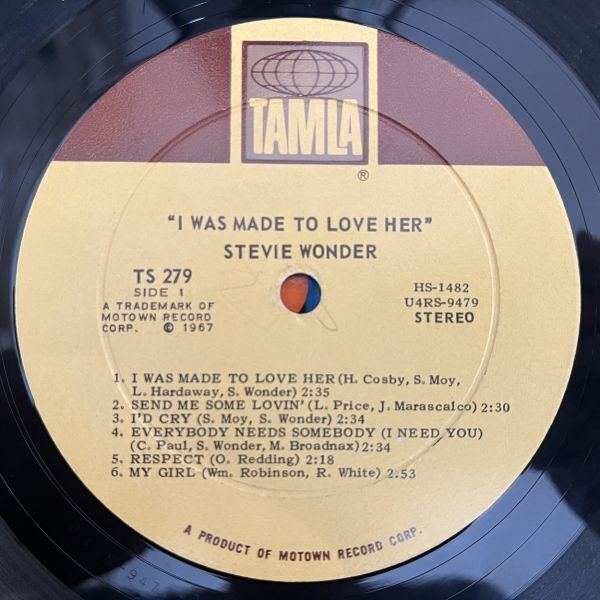 TAMLA
®
"I WAS MADE TO LOVE HER"
STEVIE WONDER
TS 279
SIDE 1
A TRADEMARK OF
MOTOWN RECORD
CORP. © 1967
HS-1482
U4RS-9479
STEREO
1. I WAS MADE TO LOVE HER (H. Cosby, S. Moy,
L. Hardaway, S. Wonder) 2:35
2. SEND ME SOME LOVIN' (L. Price, J. Marascalco) 2:30
3. I'D CRY (S. Moy, S. Wonder) 2:34
4. EVERYBODY NEEDS SOMEBODY (I NEED YOU)
(C. Paul, S. Wonder, M. Broadnax) 2:34
5. RESPECT (O. Redding) 2:18
6. MY GIRL (Wm. Robinson, R. White) 2:53
A PRODUCT OF MOTOWN RECORD CORP.